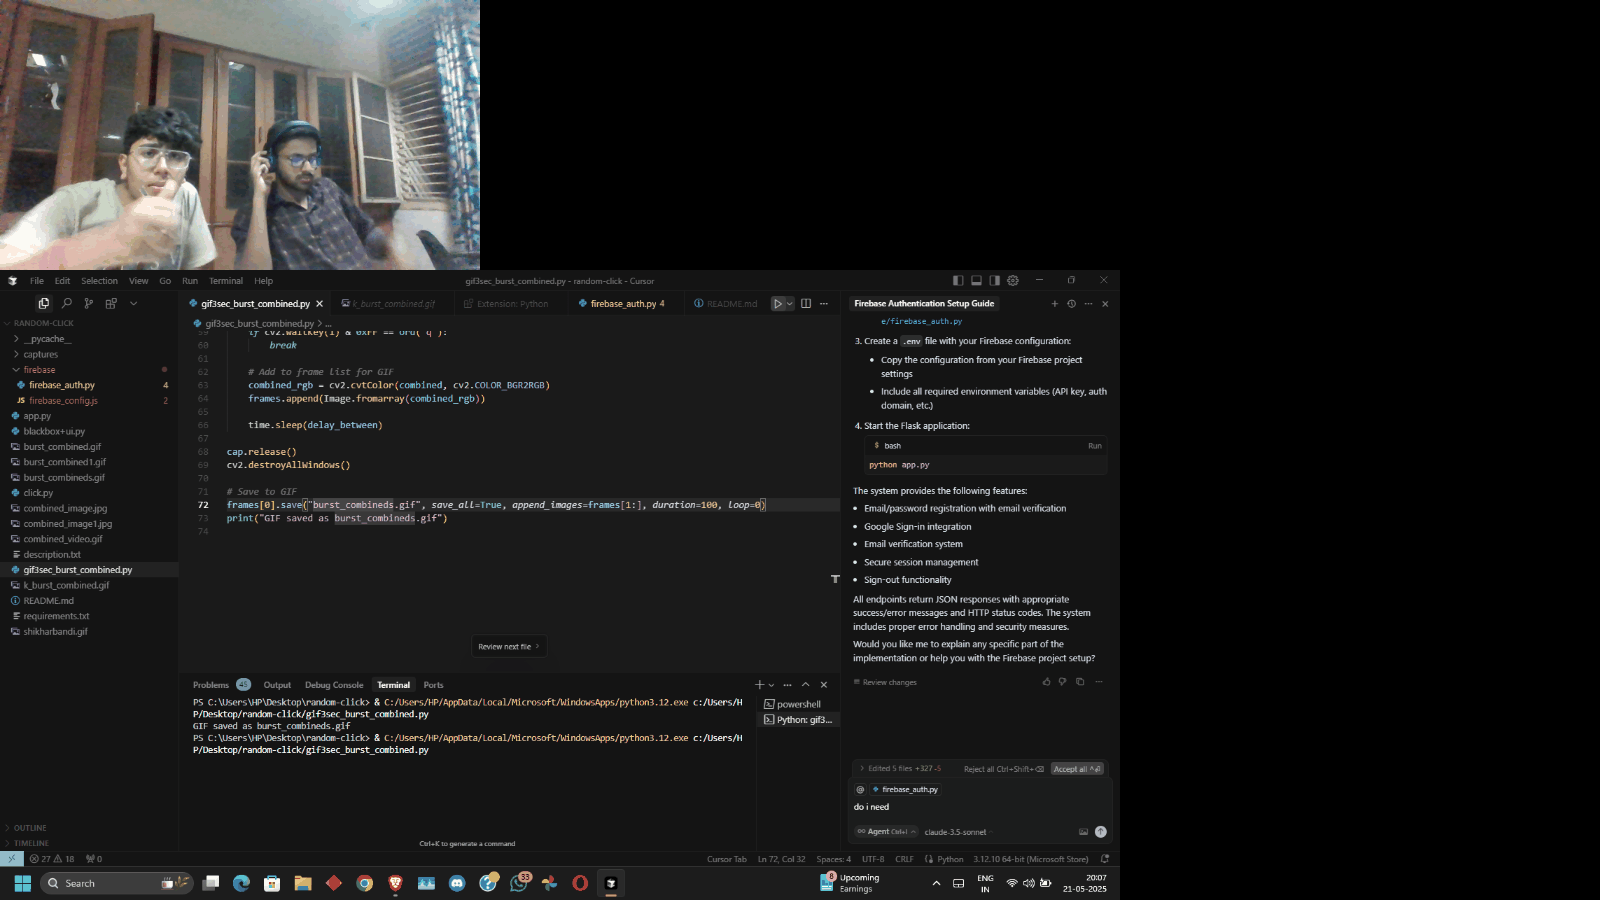 File Edit Selection View Go Run Terminal Help
gif3sec_burst_combined.py - random-click - Cursor
RANDOM-CLICK
__pycache__
captures
firebase
firebase_auth.py 4
firebase_config.js 2
app.py
blackbox+ui.py
burst_combined.gif
burst_combined1.gif
burst_combineds.gif
click.py
combined_image.jpg
combined_image1.jpg
combined_video.gif
description.txt
gif3sec_burst_combined.py
k_burst_combined.gif
README.md
requirements.txt
shikharbandi.gif
OUTLINE
TIMELINE
gif3sec_burst_combined.py
k_burst_combined.gif
Extension: Python
firebase_auth.py 4
README.md
gif3sec_burst_combined.py > ...
59 if cv2.waitKey(1) & 0xFF == ord('q'):
60 break
61
62 # Add to frame list for GIF
63 combined_rgb = cv2.cvtColor(combined, cv2.COLOR_BGR2RGB)
64 frames.append(Image.fromarray(combined_rgb))
65
66 time.sleep(delay_between)
67
68 cap.release()
69 cv2.destroyAllWindows()
70
71 # Save to GIF
72 frames[0].save("burst_combineds.gif", save_all=True, append_images=frames[1:], duration=100, loop=0)
73 print("GIF saved as burst_combineds.gif")
74
Review next file >
Problems 45 Output Debug Console Terminal Ports
PS C:\Users\HP\Desktop\random-click> & C:/Users/HP/AppData/Local/Microsoft/WindowsApps/python3.12.exe c:/Users/H
P/Desktop/random-click/gif3sec_burst_combined.py
GIF saved as burst_combineds.gif
PS C:\Users\HP\Desktop\random-click> & C:/Users/HP/AppData/Local/Microsoft/WindowsApps/python3.12.exe c:/Users/H
P/Desktop/random-click/gif3sec_burst_combined.py
powershell
Python: gif3...
Ctrl+K to generate a command
Firebase Authentication Setup Guide
e/firebase_auth.py
3. Create a .env file with your Firebase configuration:
• Copy the configuration from your Firebase project
settings
• Include all required environment variables (API key, auth
domain, etc.)
4. Start the Flask application:
$ bash Run
python app.py
The system provides the following features:
• Email/password registration with email verification
• Google Sign-in integration
• Email verification system
• Secure session management
• Sign-out functionality
All endpoints return JSON responses with appropriate
success/error messages and HTTP status codes. The system
includes proper error handling and security measures.
Would you like me to explain any specific part of the
implementation or help you with the Firebase project setup?
Review changes
Edited 5 files +327 -5 Reject all Ctrl+Shift+⌫ Accept all
@ firebase_auth.py
do i need
∞ Agent Ctrl+I claude-3.5-sonnet
27 18 0
Cursor Tab Ln 72, Col 32 Spaces: 4 UTF-8 CRLF Python 3.12.10 64-bit (Microsoft Store)
Search
33
8
Upcoming
Earnings
ENG
IN
20:07
21-05-2025